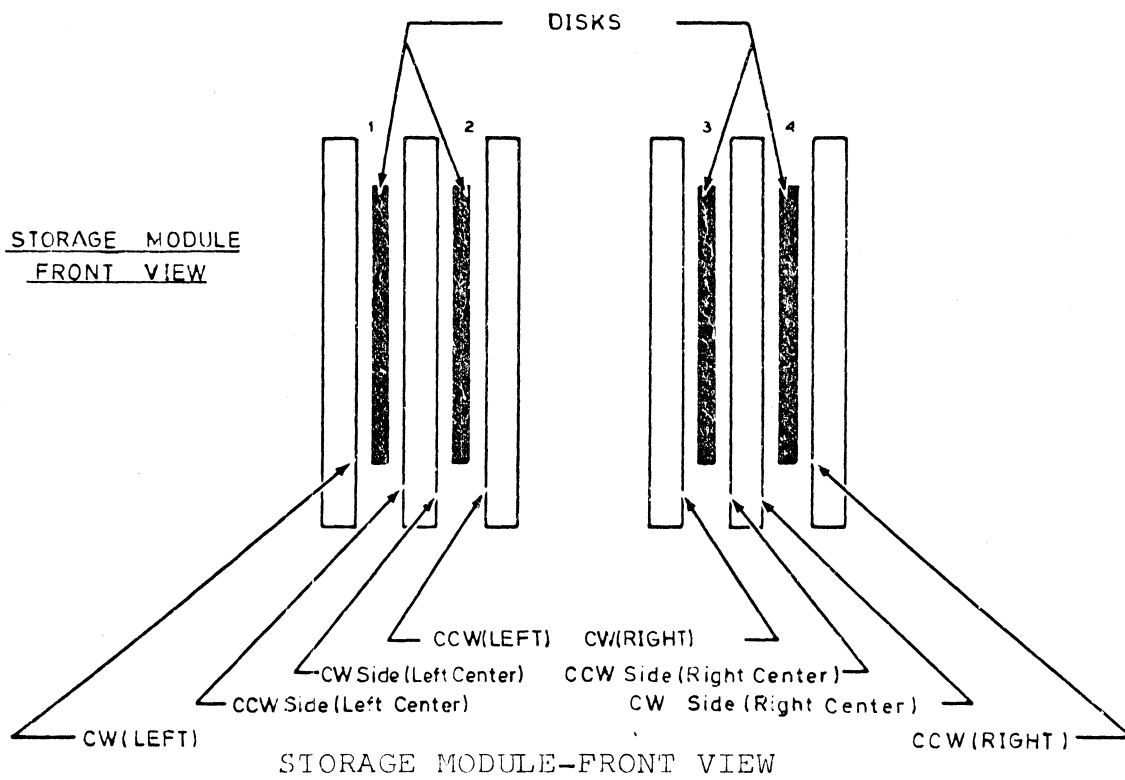 DISKS
1 2 3 4
STORAGE MODULE
FRONT VIEW
CCW(LEFT) CW(RIGHT)
CW Side(Left Center) CCW Side(Right Center)
CCW Side(Left Center) CW Side(Right Center)
CW(LEFT) CCW(RIGHT)
STORAGE MODULE-FRONT VIEW